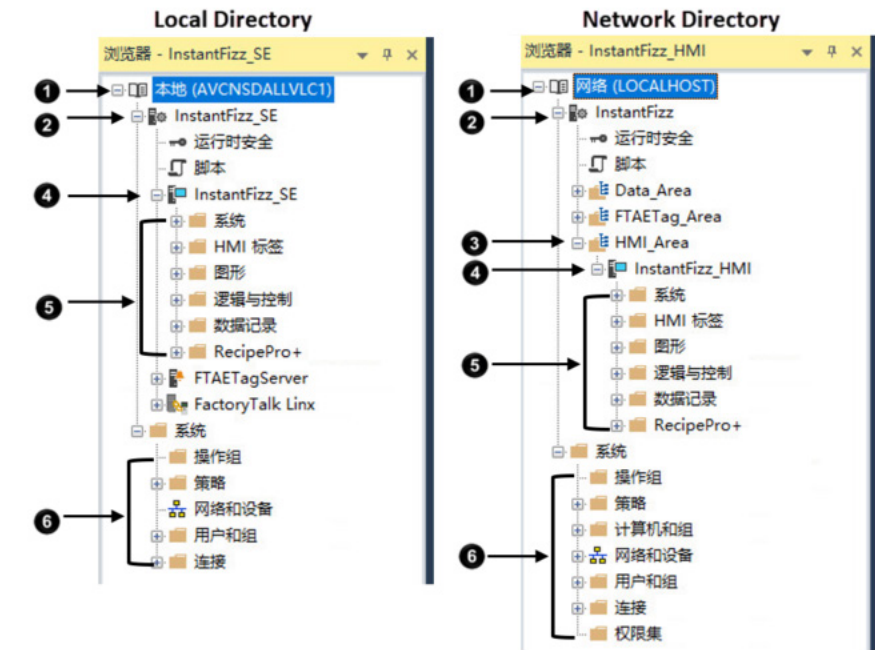 Local Directory
浏览器 - InstantFizz_SE
1
本地 (AVCNSDALLVLC1)
2
InstantFizz_SE
运行时安全
脚本
4
InstantFizz_SE
系统
HMI 标签
图形
5
逻辑与控制
数据记录
RecipePro+
FTAETagServer
FactoryTalk Linx
系统
操作组
策略
6
网络和设备
用户和组
连接
Network Directory
浏览器 - InstantFizz_HMI
1
网络 (LOCALHOST)
2
InstantFizz
运行时安全
脚本
Data_Area
FTAETag_Area
3
HMI_Area
4
InstantFizz_HMI
系统
HMI 标签
图形
5
逻辑与控制
数据记录
RecipePro+
系统
操作组
策略
计算机和组
6
网络和设备
用户和组
连接
权限集